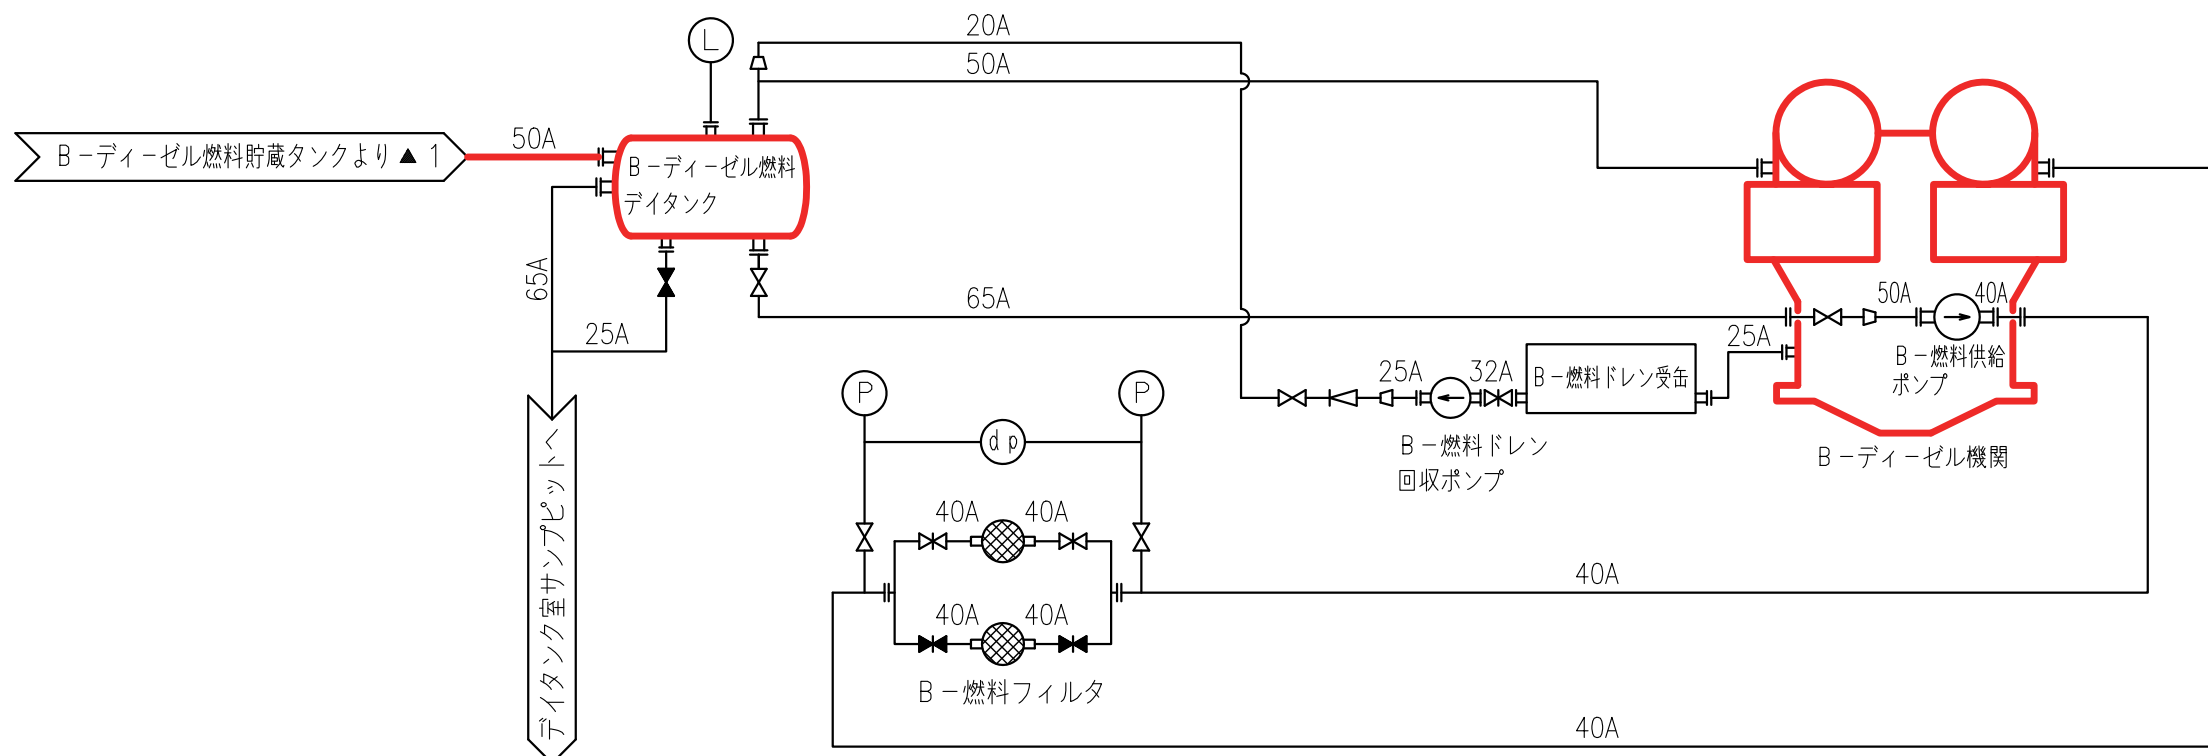 L
20A
50A
B－ディーゼル燃料貯蔵タンクより ▲ 1
50A
B－ディーゼル燃料
デイタンク
65A
25A
65A
50A
40A
25A
B－燃料供給
ポンプ
25A
32A
B－燃料ドレン受缶
B－燃料ドレン
回収ポンプ
B－ディーゼル機関
P
P
dp
40A
40A
40A
40A
40A
B－燃料フィルタ
40A
デイタンク室サンプピットへ